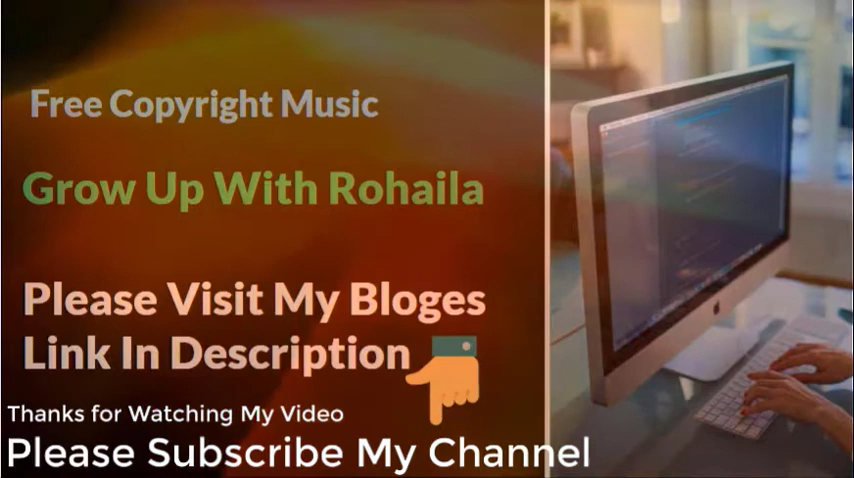 Free Copyright Music
Grow Up With Rohaila
Please Visit My Bloges
Link In Description
Thanks for Watching My Video
Please Subscribe My Channel